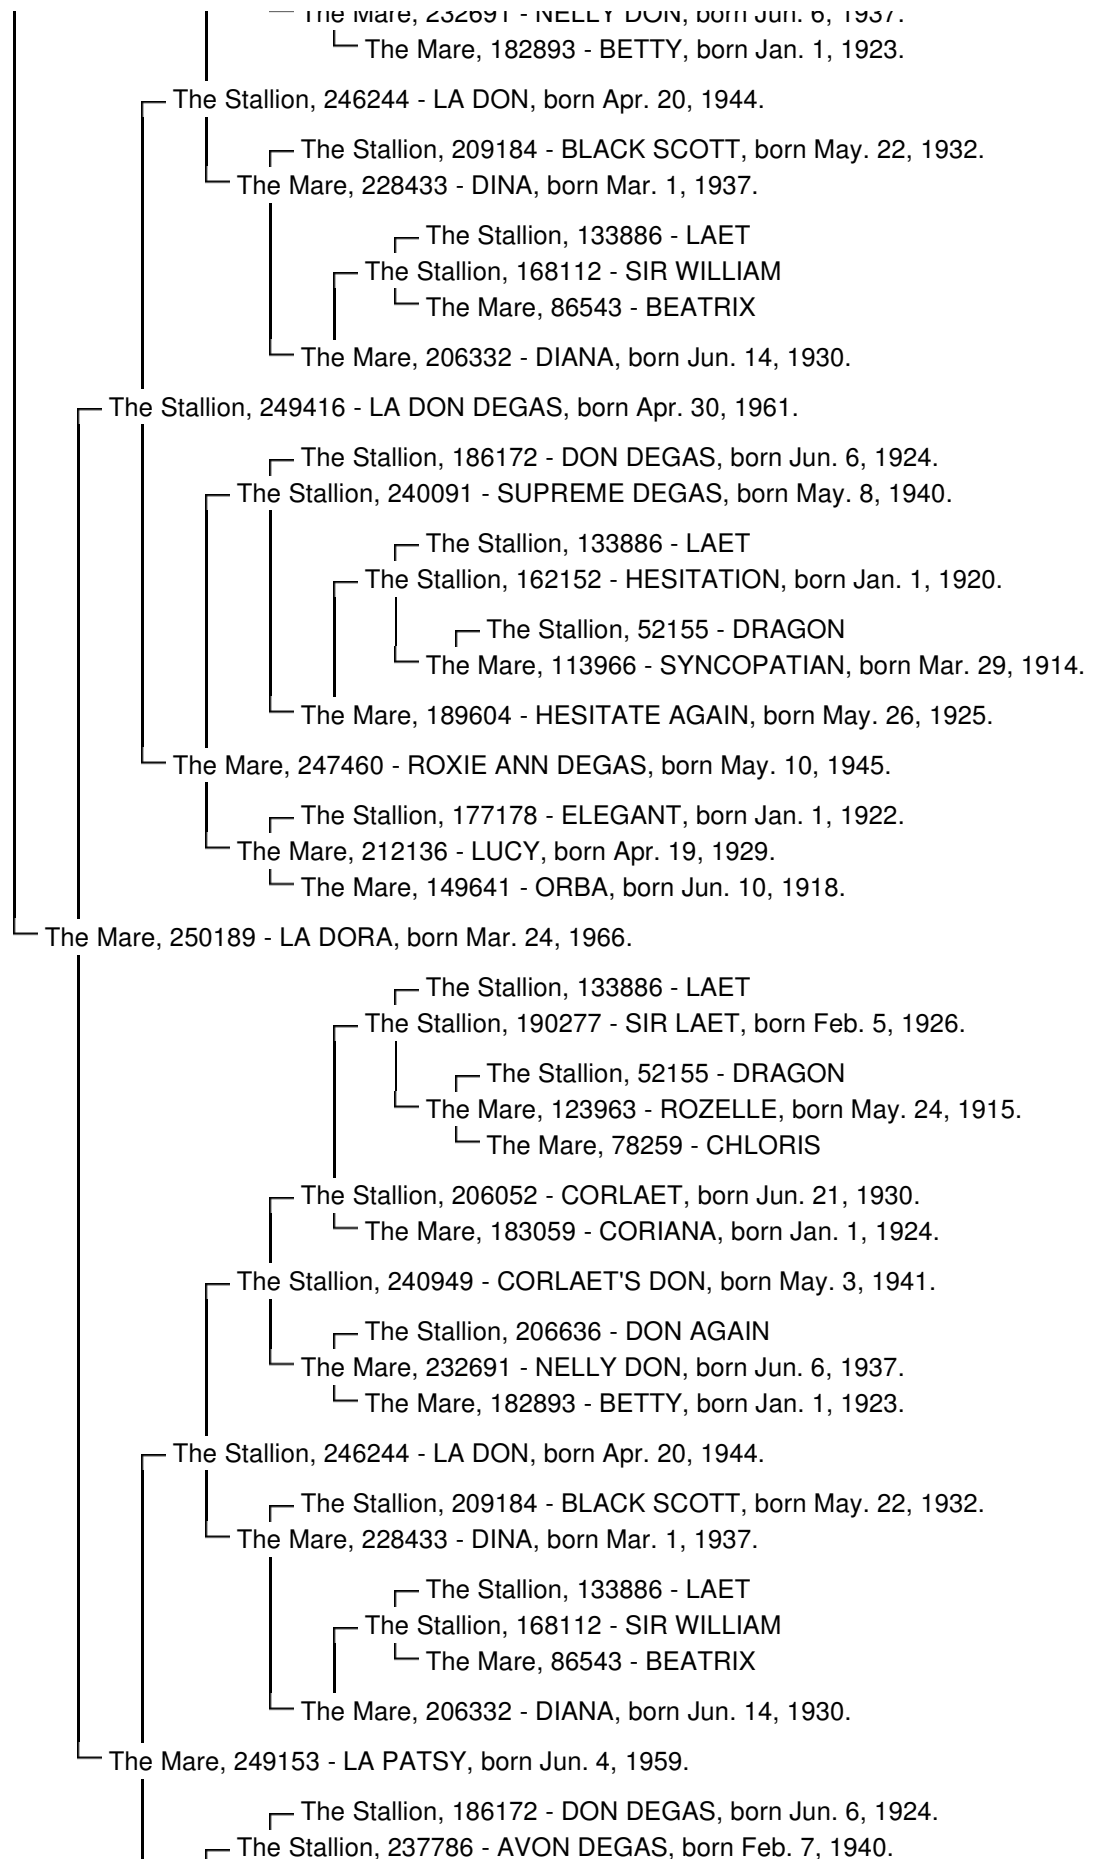 The Mare, 232691 - NELLY DON, born Jun. 6, 1937.
The Mare, 182893 - BETTY, born Jan. 1, 1923.
The Stallion, 246244 - LA DON, born Apr. 20, 1944.
The Stallion, 209184 - BLACK SCOTT, born May. 22, 1932.
The Mare, 228433 - DINA, born Mar. 1, 1937.
The Stallion, 133886 - LAET
The Stallion, 168112 - SIR WILLIAM
The Mare, 86543 - BEATRIX
The Mare, 206332 - DIANA, born Jun. 14, 1930.
The Stallion, 249416 - LA DON DEGAS, born Apr. 30, 1961.
The Stallion, 186172 - DON DEGAS, born Jun. 6, 1924.
The Stallion, 240091 - SUPREME DEGAS, born May. 8, 1940.
The Stallion, 133886 - LAET
The Stallion, 162152 - HESITATION, born Jan. 1, 1920.
The Stallion, 52155 - DRAGON
The Mare, 113966 - SYNCOPATIAN, born Mar. 29, 1914.
The Mare, 189604 - HESITATE AGAIN, born May. 26, 1925.
The Mare, 247460 - ROXIE ANN DEGAS, born May. 10, 1945.
The Stallion, 177178 - ELEGANT, born Jan. 1, 1922.
The Mare, 212136 - LUCY, born Apr. 19, 1929.
The Mare, 149641 - ORBA, born Jun. 10, 1918.
The Mare, 250189 - LA DORA, born Mar. 24, 1966.
The Stallion, 133886 - LAET
The Stallion, 190277 - SIR LAET, born Feb. 5, 1926.
The Stallion, 52155 - DRAGON
The Mare, 123963 - ROZELLE, born May. 24, 1915.
The Mare, 78259 - CHLORIS
The Stallion, 206052 - CORLAET, born Jun. 21, 1930.
The Mare, 183059 - CORIANA, born Jan. 1, 1924.
The Stallion, 240949 - CORLAET'S DON, born May. 3, 1941.
The Stallion, 206636 - DON AGAIN
The Mare, 232691 - NELLY DON, born Jun. 6, 1937.
The Mare, 182893 - BETTY, born Jan. 1, 1923.
The Stallion, 246244 - LA DON, born Apr. 20, 1944.
The Stallion, 209184 - BLACK SCOTT, born May. 22, 1932.
The Mare, 228433 - DINA, born Mar. 1, 1937.
The Stallion, 133886 - LAET
The Stallion, 168112 - SIR WILLIAM
The Mare, 86543 - BEATRIX
The Mare, 206332 - DIANA, born Jun. 14, 1930.
The Mare, 249153 - LA PATSY, born Jun. 4, 1959.
The Stallion, 186172 - DON DEGAS, born Jun. 6, 1924.
The Stallion, 237786 - AVON DEGAS, born Feb. 7, 1940.